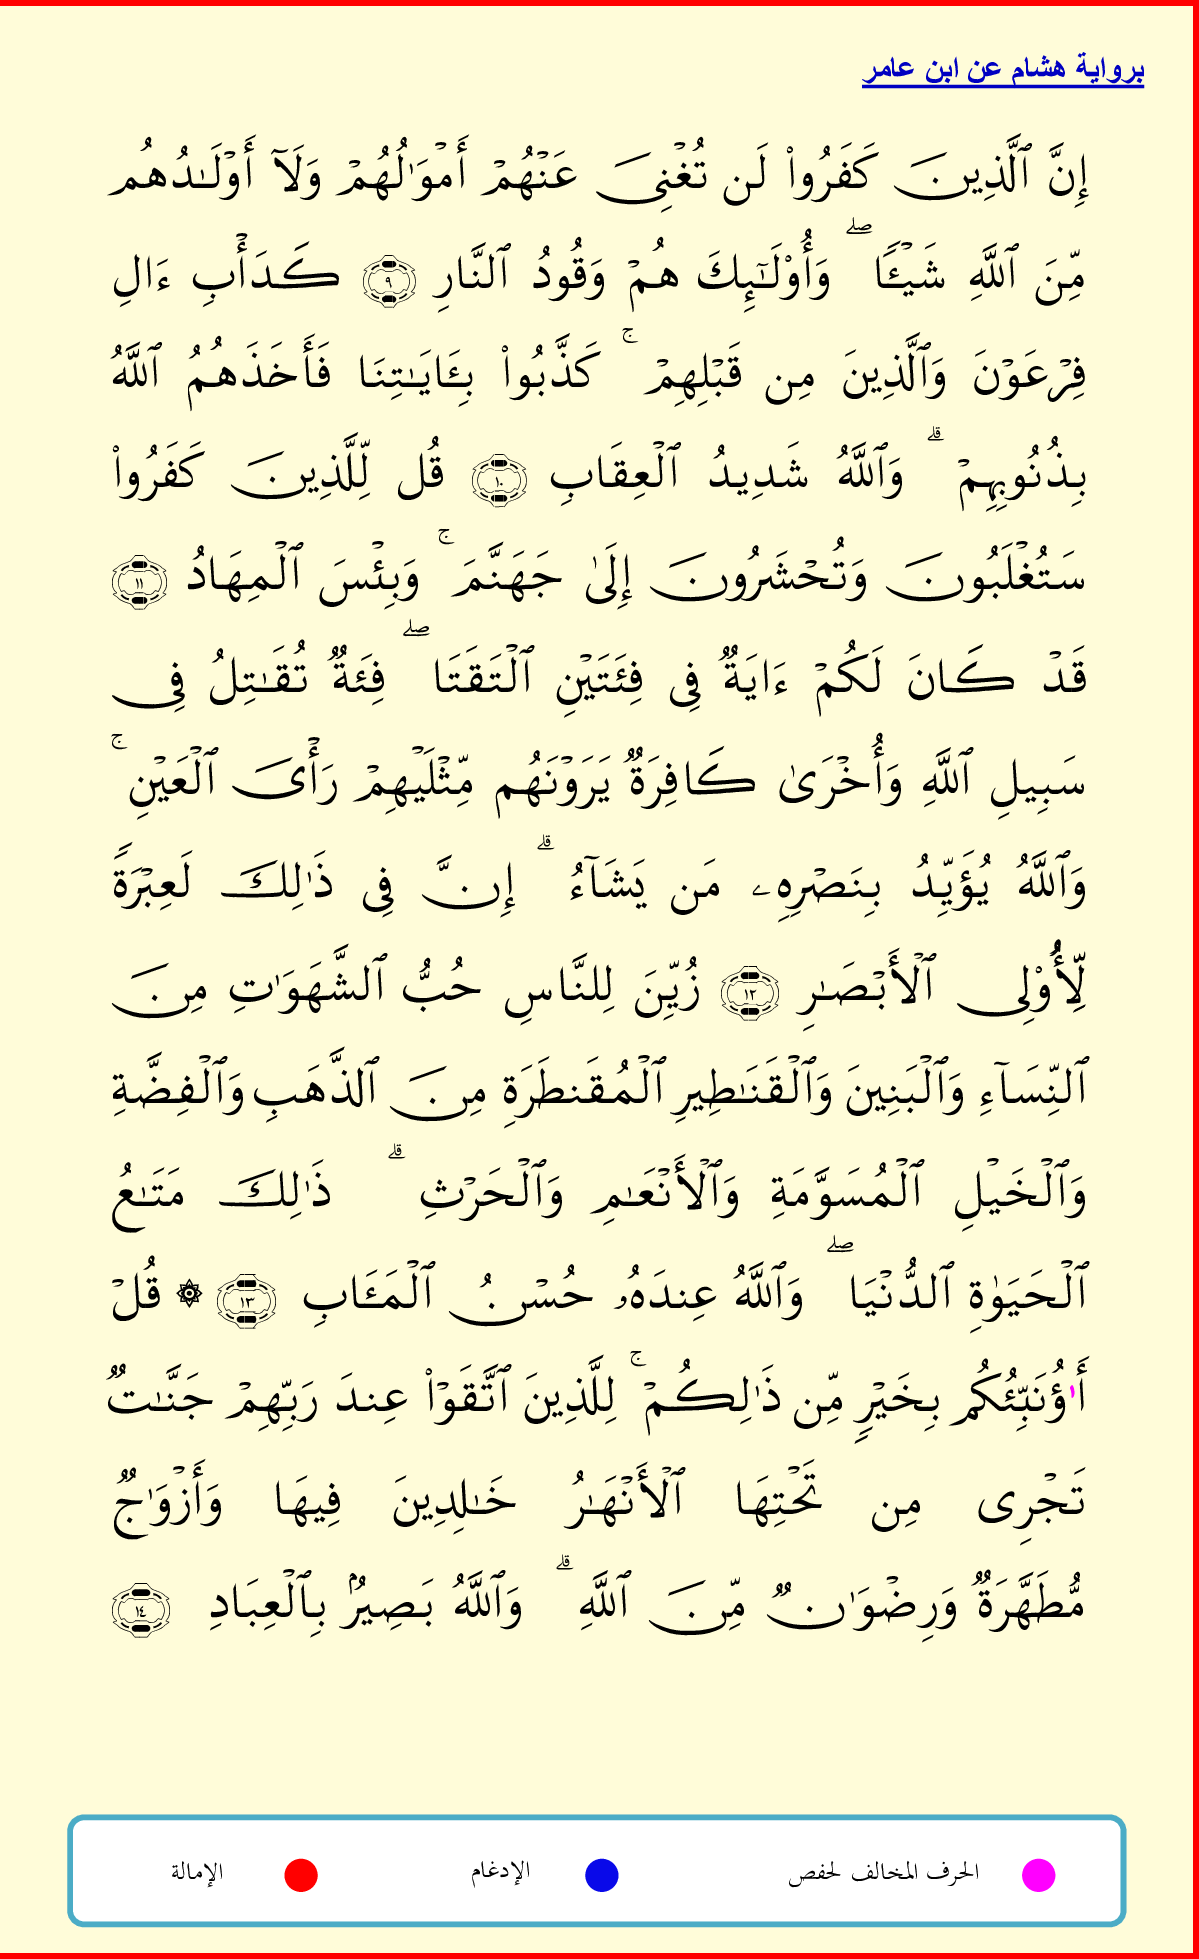 برواية هشام عن ابن عامر
إِنَّ ٱلَّذِينَ كَفَرُوا۟ لَن تُغْنِىَ عَنْهُمْ أَمْوَٰلُهُمْ وَلَآ أَوْلَـٰدُهُم
مِّنَ ٱللَّهِ شَيْـًٔا ۖ وَأُو۟لَـٰٓئِكَ هُمْ وَقُودُ ٱلنَّارِ ٩ كَدَأْبِ ءَالِ
فِرْعَوْنَ وَٱلَّذِينَ مِن قَبْلِهِمْ ۚ كَذَّبُوا۟ بِـَٔايَـٰتِنَا فَأَخَذَهُمُ ٱللَّهُ
بِذُنُوبِهِمْ ۗ وَٱللَّهُ شَدِيدُ ٱلْعِقَابِ ١٠ قُل لِّلَّذِينَ كَفَرُوا۟
سَتُغْلَبُونَ وَتُحْشَرُونَ إِلَىٰ جَهَنَّمَ ۚ وَبِئْسَ ٱلْمِهَادُ ١١
قَدْ كَانَ لَكُمْ ءَايَةٌ فِى فِئَتَيْنِ ٱلْتَقَتَا ۖ فِئَةٌ تُقَـٰتِلُ فِى
سَبِيلِ ٱللَّهِ وَأُخْرَىٰ كَافِرَةٌ يَرَوْنَهُم مِّثْلَيْهِمْ رَأْىَ ٱلْعَيْنِ ۚ
وَٱللَّهُ يُؤَيِّدُ بِنَصْرِهِۦ مَن يَشَآءُ ۗ إِنَّ فِى ذَٰلِكَ لَعِبْرَةً
لِّأُو۟لِى ٱلْأَبْصَـٰرِ ١٢ زُيِّنَ لِلنَّاسِ حُبُّ ٱلشَّهَوَٰتِ مِنَ
ٱلنِّسَآءِ وَٱلْبَنِينَ وَٱلْقَنَـٰطِيرِ ٱلْمُقَنطَرَةِ مِنَ ٱلذَّهَبِ وَٱلْفِضَّةِ
وَٱلْخَيْلِ ٱلْمُسَوَّمَةِ وَٱلْأَنْعَـٰمِ وَٱلْحَرْثِ ۗ ذَٰلِكَ مَتَـٰعُ
ٱلْحَيَوٰةِ ٱلدُّنْيَا ۖ وَٱللَّهُ عِندَهُۥ حُسْنُ ٱلْمَـَٔابِ ١٣ ۞ قُلْ
أَٰؤُنَبِّئُكُم بِخَيْرٍ مِّن ذَٰلِكُمْ ۚ لِلَّذِينَ ٱتَّقَوْا۟ عِندَ رَبِّهِمْ جَنَّـٰتٌ
تَجْرِى مِن تَحْتِهَا ٱلْأَنْهَـٰرُ خَـٰلِدِينَ فِيهَا وَأَزْوَٰجٌ
مُّطَهَّرَةٌ وَرِضْوَٰنٌ مِّنَ ٱللَّهِ ۗ وَٱللَّهُ بَصِيرٌۢ بِٱلْعِبَادِ ١٤
الحرف المخالف لحفص الإدغام الإمالة